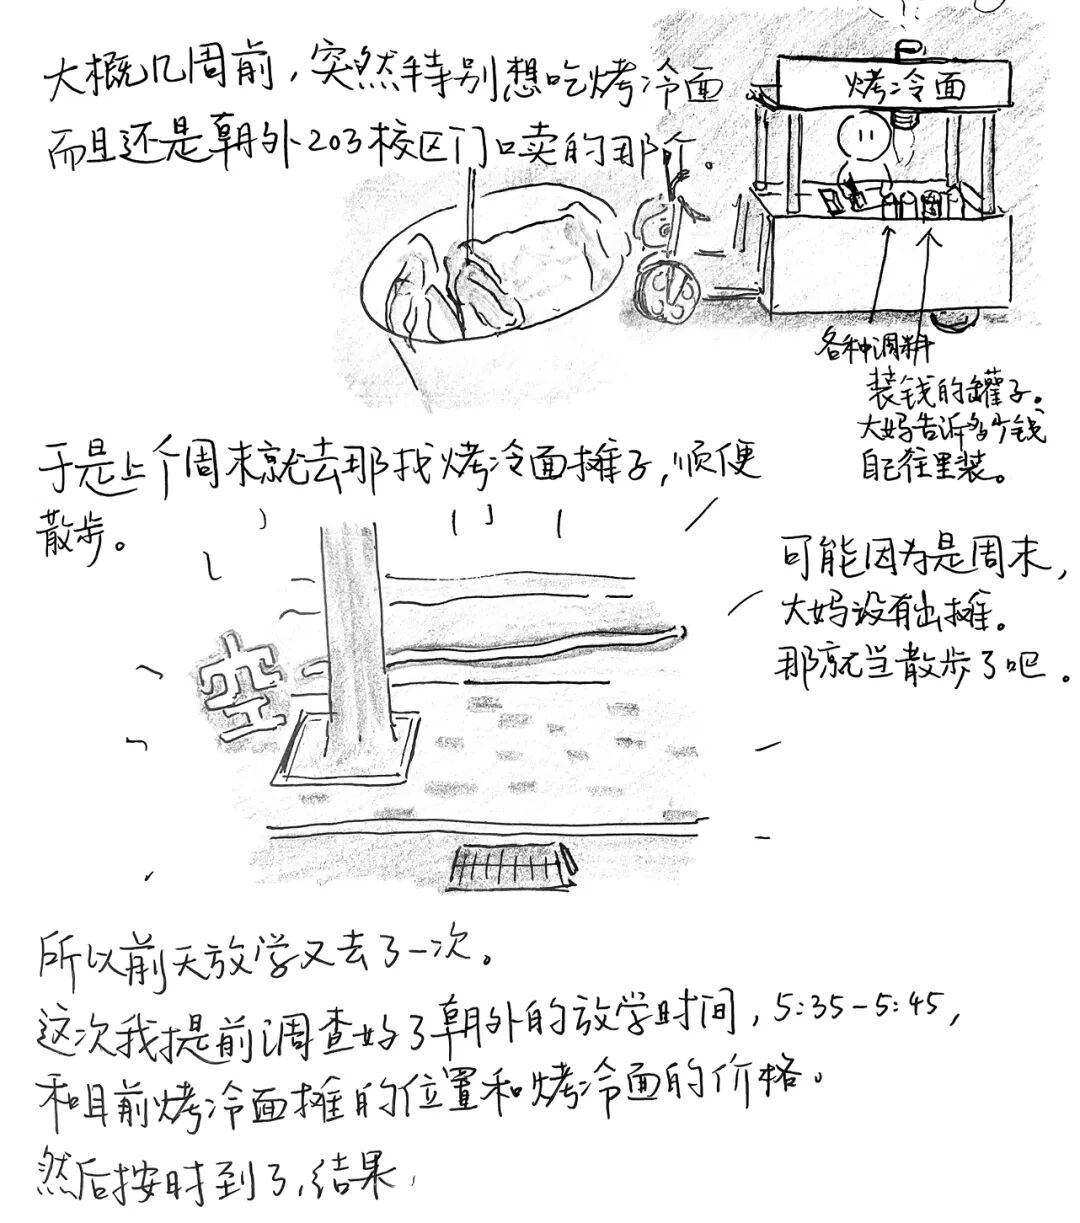 大概几周前，突然特别想吃烤冷面
而且还是朝外203校区门口卖的那个。
烤冷面
各种调料
装钱的罐子。
大妈告诉多少钱
自己往里装。
于是上个周末就去那找烤冷面摊子，顺便
散步。
空
可能因为是周末，
大妈没有出摊。
那就当散步了吧。
所以前天放学又去了一次。
这次我提前调查好了朝外的放学时间，5:35-5:45，
和目前烤冷面摊的位置和烤冷面的价格。
然后按时到了，结果，